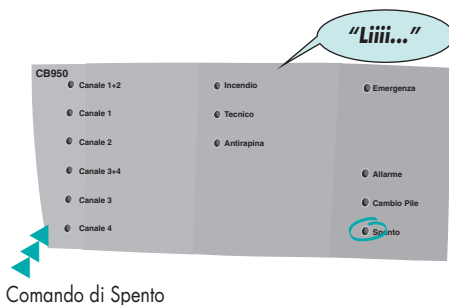 “Liiii...”
CB950
Canale 1+2
Canale 1
Canale 2
Canale 3+4
Canale 3
Canale 4
Incendio
Tecnico
Antirapina
Emergenza
Allarme
Cambio Pile
Spento
Comando di Spento